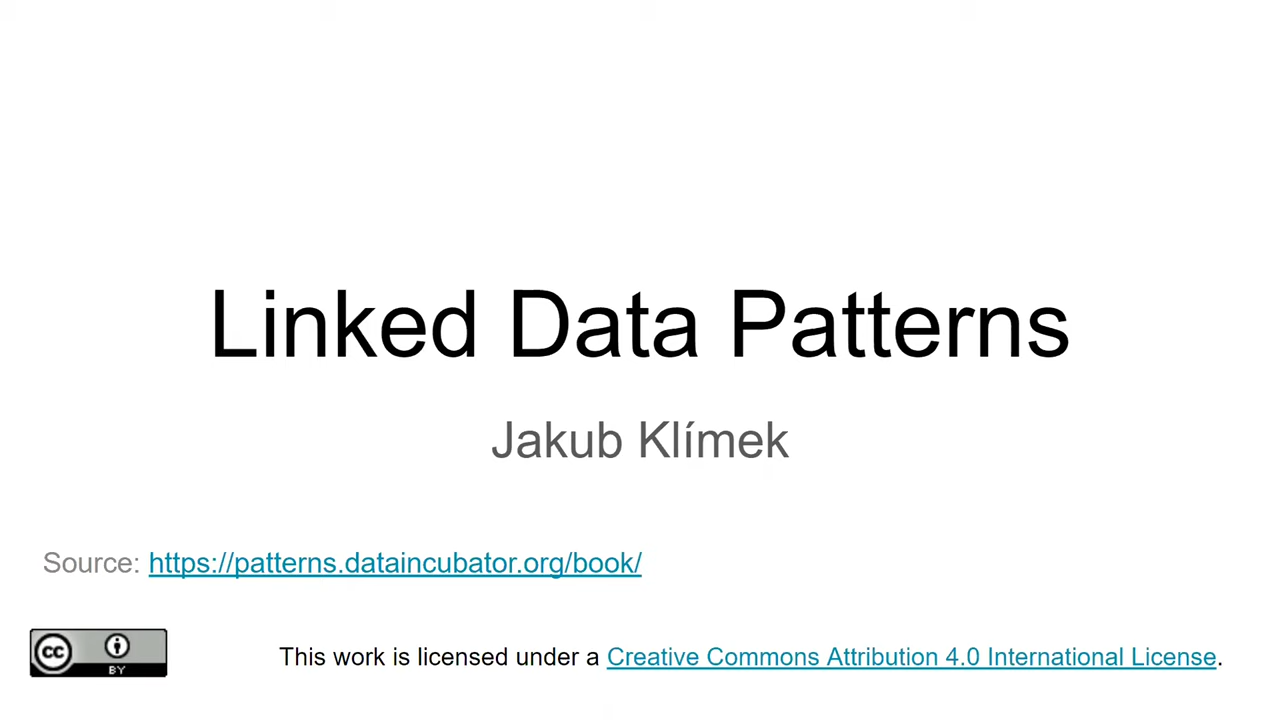 Linked Data Patterns
Jakub Klímek
Source: https://patterns.dataincubator.org/book/
cc BY
This work is licensed under a Creative Commons Attribution 4.0 International License.